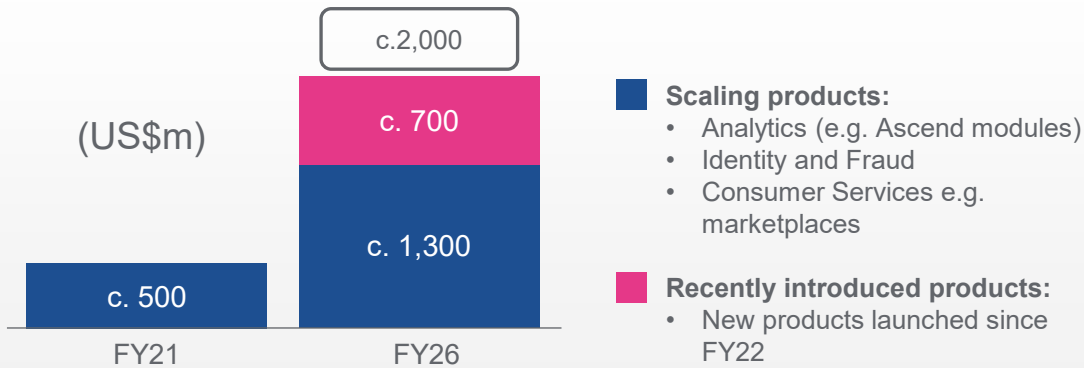 c.2,000
(US$m)
c. 700
c. 1,300
c. 500
FY21
FY26
Scaling products:
• Analytics (e.g. Ascend modules)
• Identity and Fraud
• Consumer Services e.g.
marketplaces
Recently introduced products:
• New products launched since
FY22